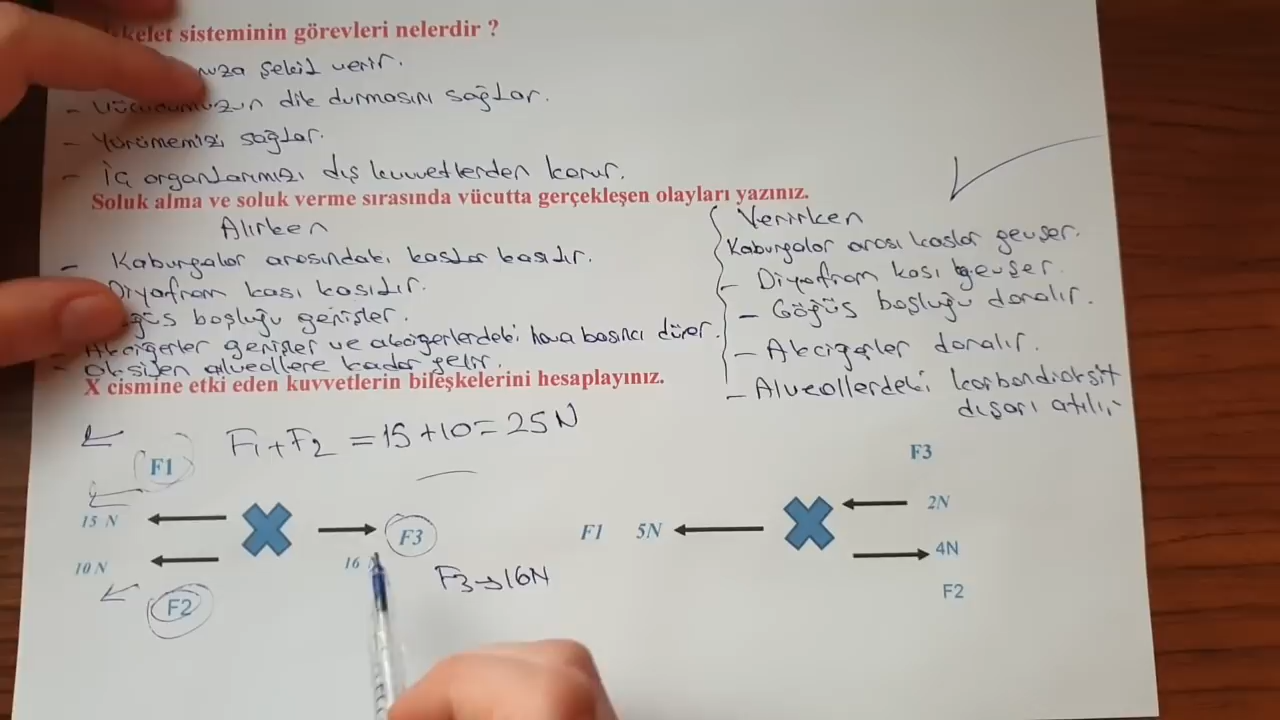 sisteminin görevleri nelerdir ?
şekil verir.
- Vücudumuzun dik durmasını sağlar.
- Yürümemizi sağlar.
- İç organlarımızı dış kuvvetlerden korur.
Soluk alma ve soluk verme sırasında vücutta gerçekleşen olayları yazınız.
Alırken
- Kaburgalar arasındaki kaslar kasılır.
Diyafram kası kasılır.
boşluğu genişler.
- Akciğerler genişler ve akciğerlerdeki hava basıncı düşer.
- Oksijen alveollere kadar gelir.
Verirken
Kaburgalar arası kaslar gevşer.
- Diyafram kası gevşer.
- Göğüs boşluğu daralır.
- Akciğerler daralır.
- Alveollerdeki karbondioksit
dışarı atılır
X cismine etki eden kuvvetlerin bileşkelerini hesaplayınız.
F1+F2 = 15+10=25N
F1
15 N
F3
10 N
16
F2
F3→16N
F3
2N
F1 5N
4N
F2